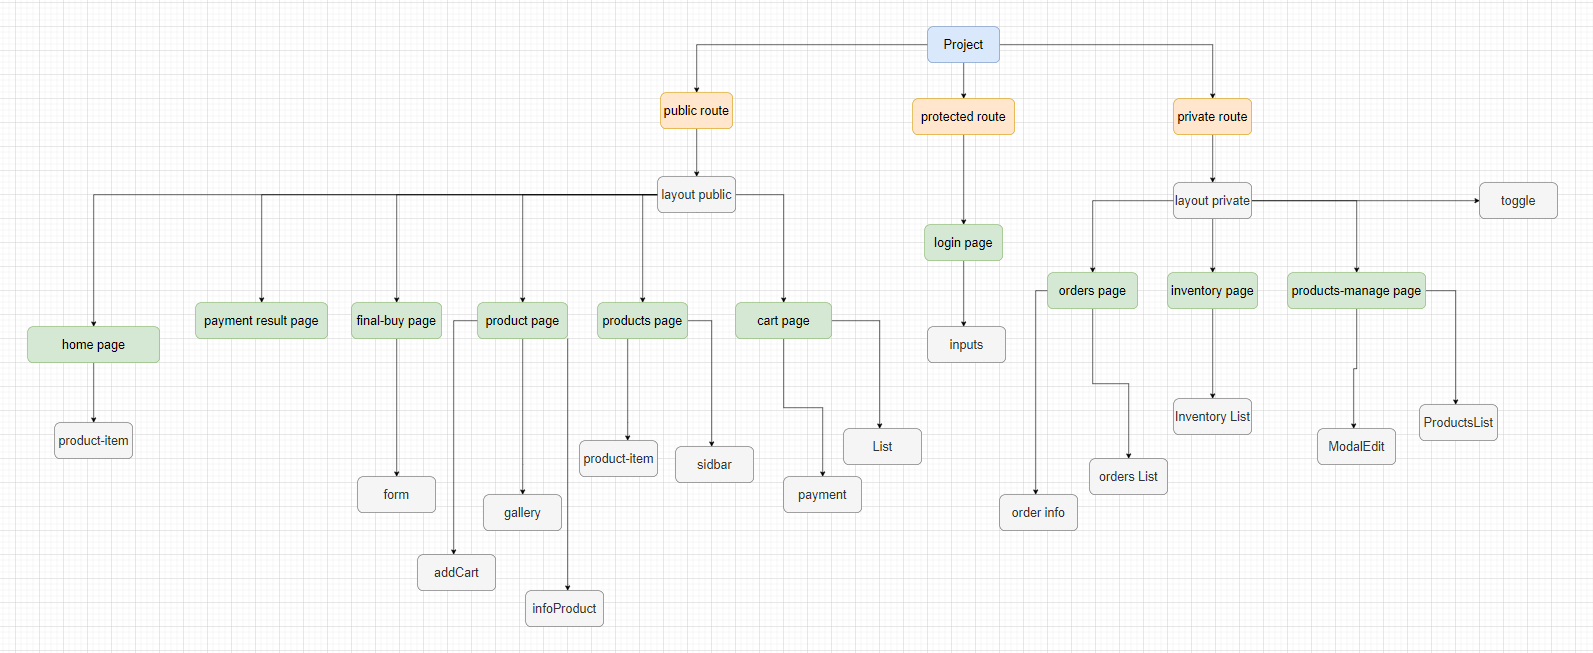 Project
public route
protected route
private route
layout public
layout private
toggle
login page
orders page
inventory page
products-manage page
home page
payment result page
final-buy page
product page
products page
cart page
inputs
product-item
product-item
sidbar
List
payment
form
gallery
addCart
infoProduct
Inventory List
ProductsList
ModalEdit
orders List
order info